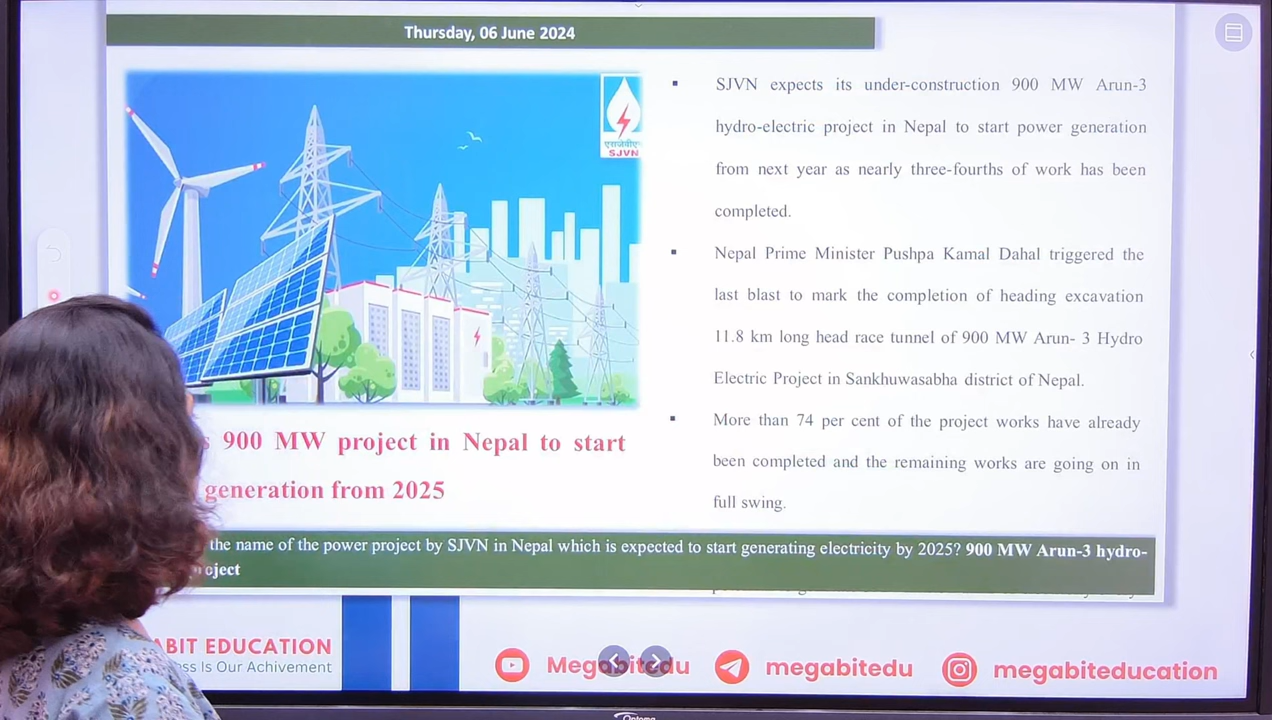 Thursday, 06 June 2024
एसजेवीएन
SJVN
SJVN expects its under-construction 900 MW Arun-3
hydro-electric project in Nepal to start power generation
from next year as nearly three-fourths of work has been
completed.
Nepal Prime Minister Pushpa Kamal Dahal triggered the
last blast to mark the completion of heading excavation
11.8 km long head race tunnel of 900 MW Arun- 3 Hydro
Electric Project in Sankhuwasabha district of Nepal.
More than 74 per cent of the project works have already
been completed and the remaining works are going on in
full swing.
900 MW project in Nepal to start
generation from 2025
the name of the power project by SJVN in Nepal which is expected to start generating electricity by 2025? 900 MW Arun-3 hydro-
roject
ABIT EDUCATION
ss Is Our Achivement
Megabitedu
megabitedu
megabiteducation
Optoma